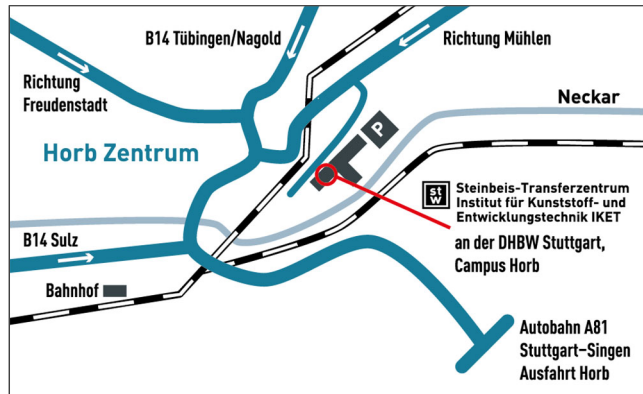 B14 Tübingen/Nagold
Richtung Mühlen
Richtung
Freudenstadt
Neckar
P
Horb Zentrum
st
w
Steinbeis-Transferzentrum
Institut für Kunststoff- und
Entwicklungstechnik IKET
an der DHBW Stuttgart,
Campus Horb
B14 Sulz
Bahnhof
Autobahn A81
Stuttgart–Singen
Ausfahrt Horb